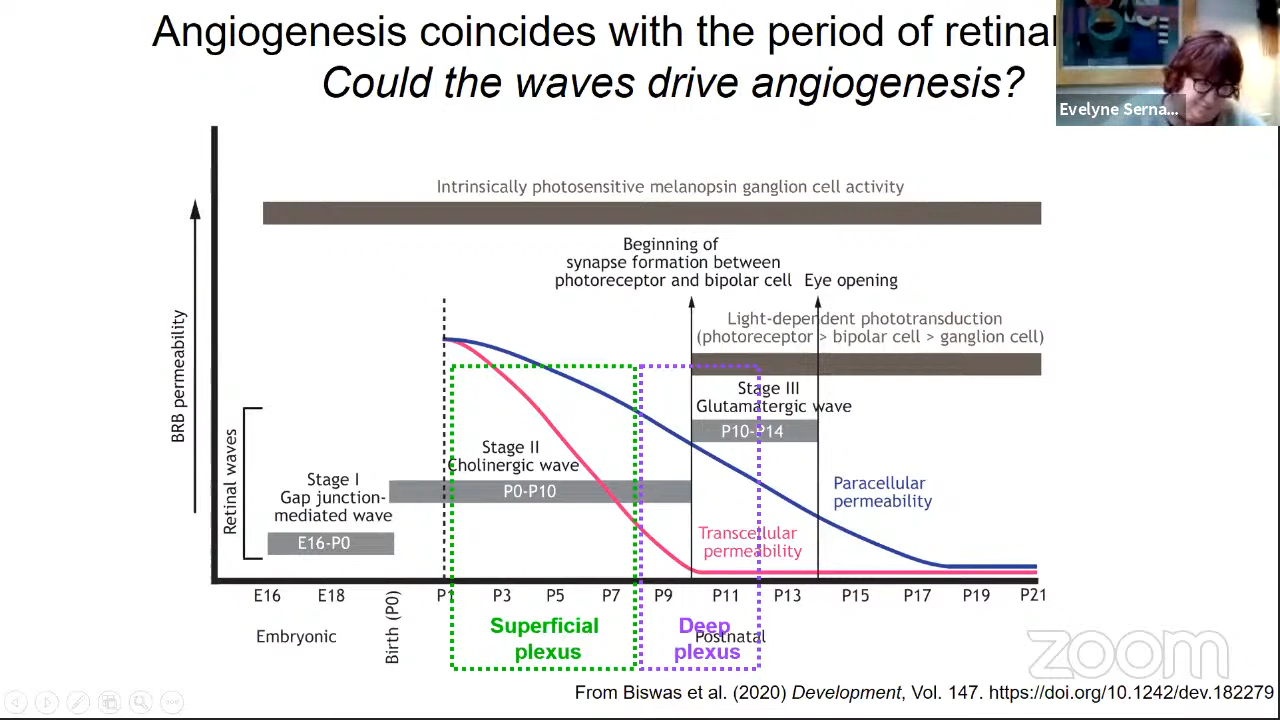 Angiogenesis coincides with the period of retinal
Could the waves drive angiogenesis?
Evelyne Serna...
Intrinsically photosensitive melanopsin ganglion cell activity
Beginning of
synapse formation between
photoreceptor and bipolar cell
Eye opening
Light-dependent phototransduction
(photoreceptor > bipolar cell > ganglion cell)
BRB permeability
Retinal waves
Stage III
Glutamatergic wave
P10-P14
Stage II
Cholinergic wave
P0-P10
Stage I
Gap junction-
mediated wave
E16-P0
Paracellular
permeability
Transcellular
permeability
E16 E18 Birth (P0) P1 P3 P5 P7 P9 P11 P13 P15 P17 P19 P21
Embryonic
Postnatal
Superficial
plexus
Deep
plexus
zoom
From Biswas et al. (2020) Development, Vol. 147. https://doi.org/10.1242/dev.182279